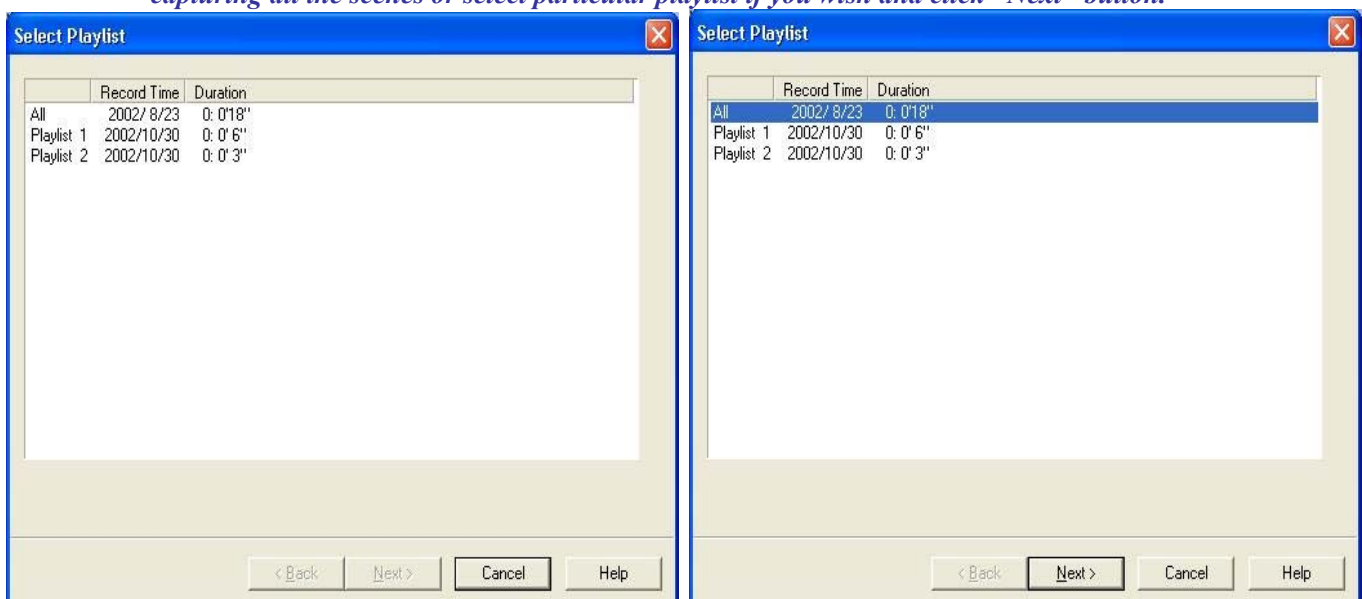 capturing all the scenes or select particular playlist if you wish and click "Next" button.
Select Playlist
Record Time Duration
All 2002/ 8/23 0: 0'18''
Playlist 1 2002/10/30 0: 0' 6''
Playlist 2 2002/10/30 0: 0' 3''
< Back Next > Cancel Help
Select Playlist
Record Time Duration
All 2002/ 8/23 0: 0'18''
Playlist 1 2002/10/30 0: 0' 6''
Playlist 2 2002/10/30 0: 0' 3''
< Back Next > Cancel Help